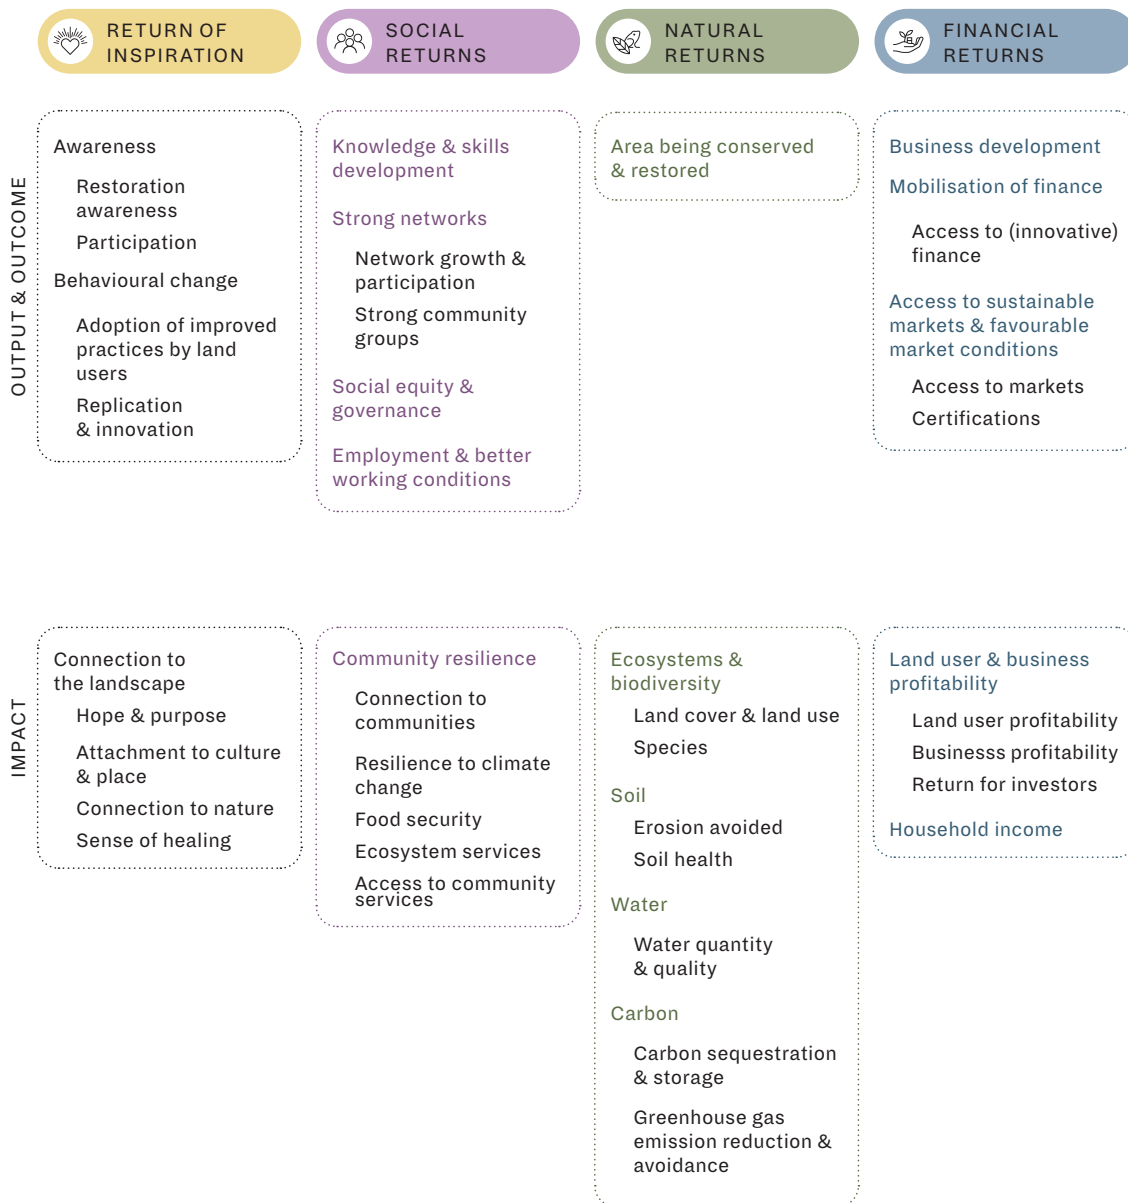 RETURN OF
INSPIRATION
SOCIAL
RETURNS
NATURAL
RETURNS
FINANCIAL
RETURNS
OUTPUT & OUTCOME
Awareness
Restoration
awareness
Participation
Behavioural change
Adoption of improved
practices by land
users
Replication
& innovation
Knowledge & skills
development
Strong networks
Network growth &
participation
Strong community
groups
Social equity &
governance
Employment & better
working conditions
Area being conserved
& restored
Business development
Mobilisation of finance
Access to (innovative)
finance
Access to sustainable
markets & favourable
market conditions
Access to markets
Certifications
IMPACT
Connection to
the landscape
Hope & purpose
Attachment to culture
& place
Connection to nature
Sense of healing
Community resilience
Connection to
communities
Resilience to climate
change
Food security
Ecosystem services
Access to community
services
Ecosystems &
biodiversity
Land cover & land use
Species
Soil
Erosion avoided
Soil health
Water
Water quantity
& quality
Carbon
Carbon sequestration
& storage
Greenhouse gas
emission reduction &
avoidance
Land user & business
profitability
Land user profitability
Businesss profitability
Return for investors
Household income